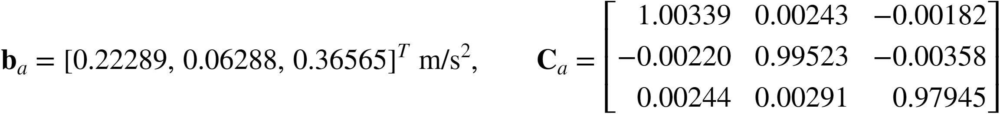 1.00339 0.00243 −0.00182
b_a = [0.22289, 0.06288, 0.36565]^T m/s^2, C_a = −0.00220 0.99523 −0.00358
0.00244 0.00291 0.97945